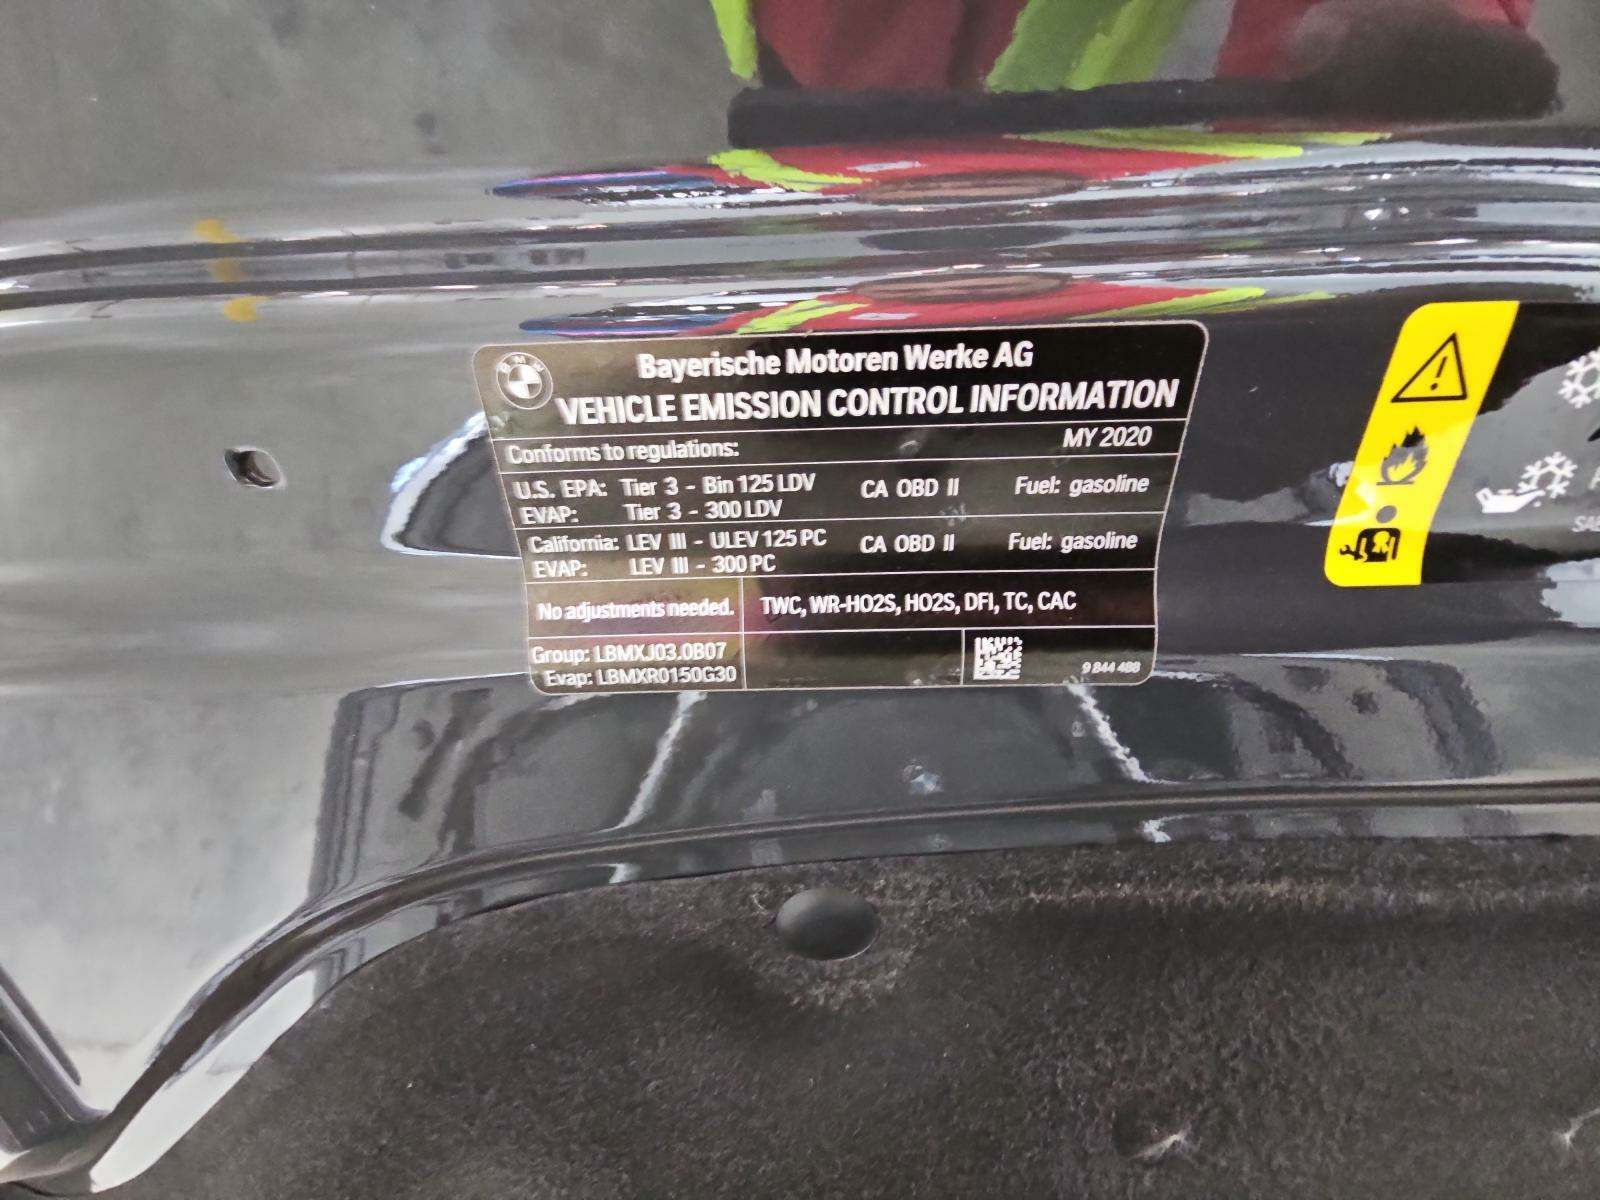 BMW
Bayerische Motoren Werke AG
VEHICLE EMISSION CONTROL INFORMATION
Conforms to regulations: MY 2020
U.S. EPA: Tier 3 - Bin 125 LDV CA OBD II Fuel: gasoline
EVAP: Tier 3 - 300 LDV
California: LEV III - ULEV 125 PC CA OBD II Fuel: gasoline
EVAP: LEV III - 300 PC
No adjustments needed. TWC, WR-HO2S, HO2S, DFI, TC, CAC
Group: LBMXJ03.0B07
Evap: LBMXR0150G30
9 844 488